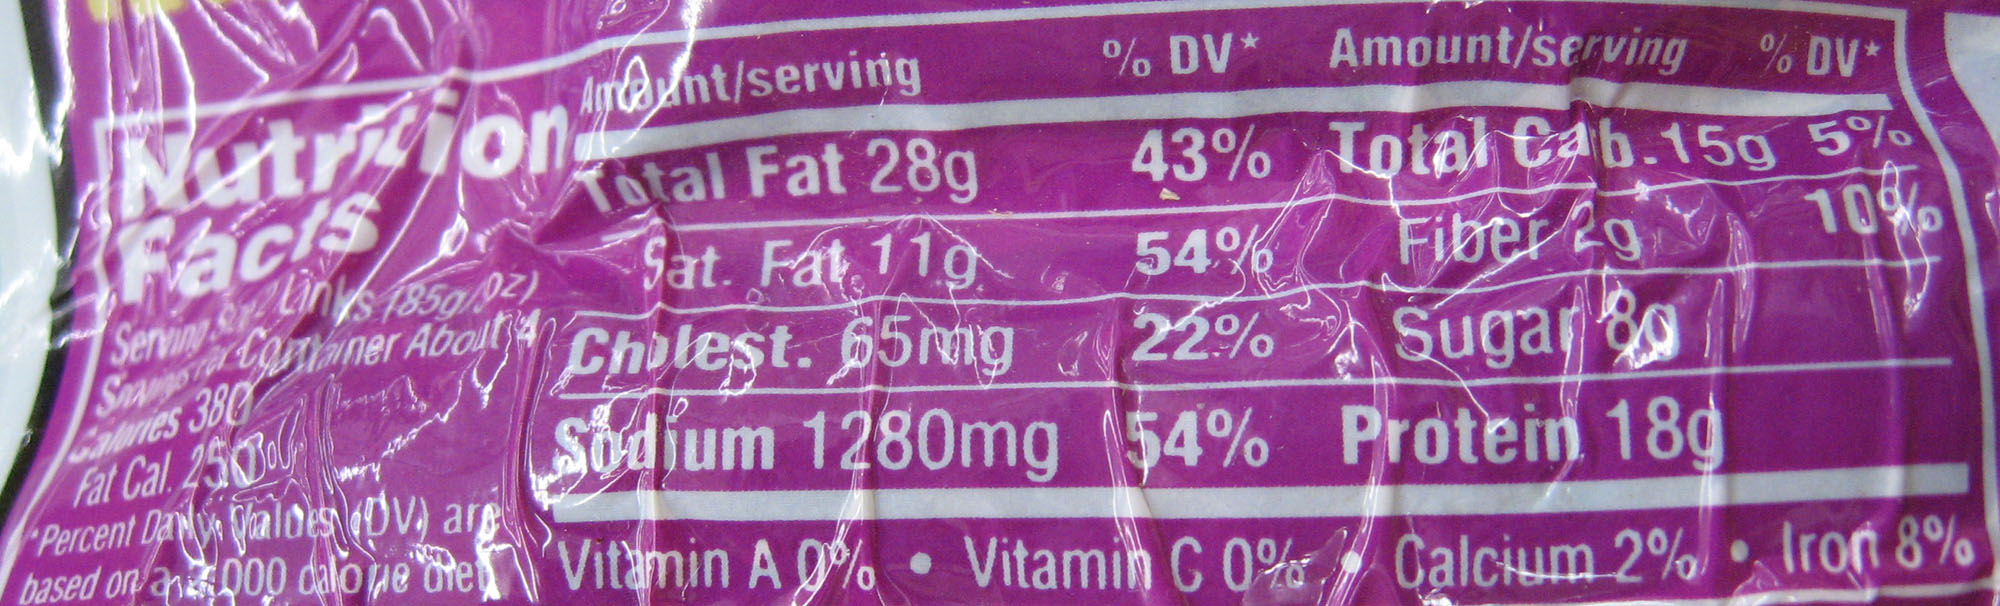 Nutrition
Facts
Serving Size 2 Links (85g/ oz)
Servings Per Container About 4
Calories 380
Fat Cal. 250
*Percent Daily Values (DV) are
based on a 2,000 calorie diet
Amount/serving % DV*
Total Fat 28g 43%
Sat. Fat 11g 54%
Cholest. 65mg 22%
Sodium 1280mg 54%
Amount/serving % DV*
Total Cab. 15g 5%
Fiber 2g 10%
Sugar 8g
Protein 18g
Vitamin A 0% • Vitamin C 0% • Calcium 2% • Iron 8%